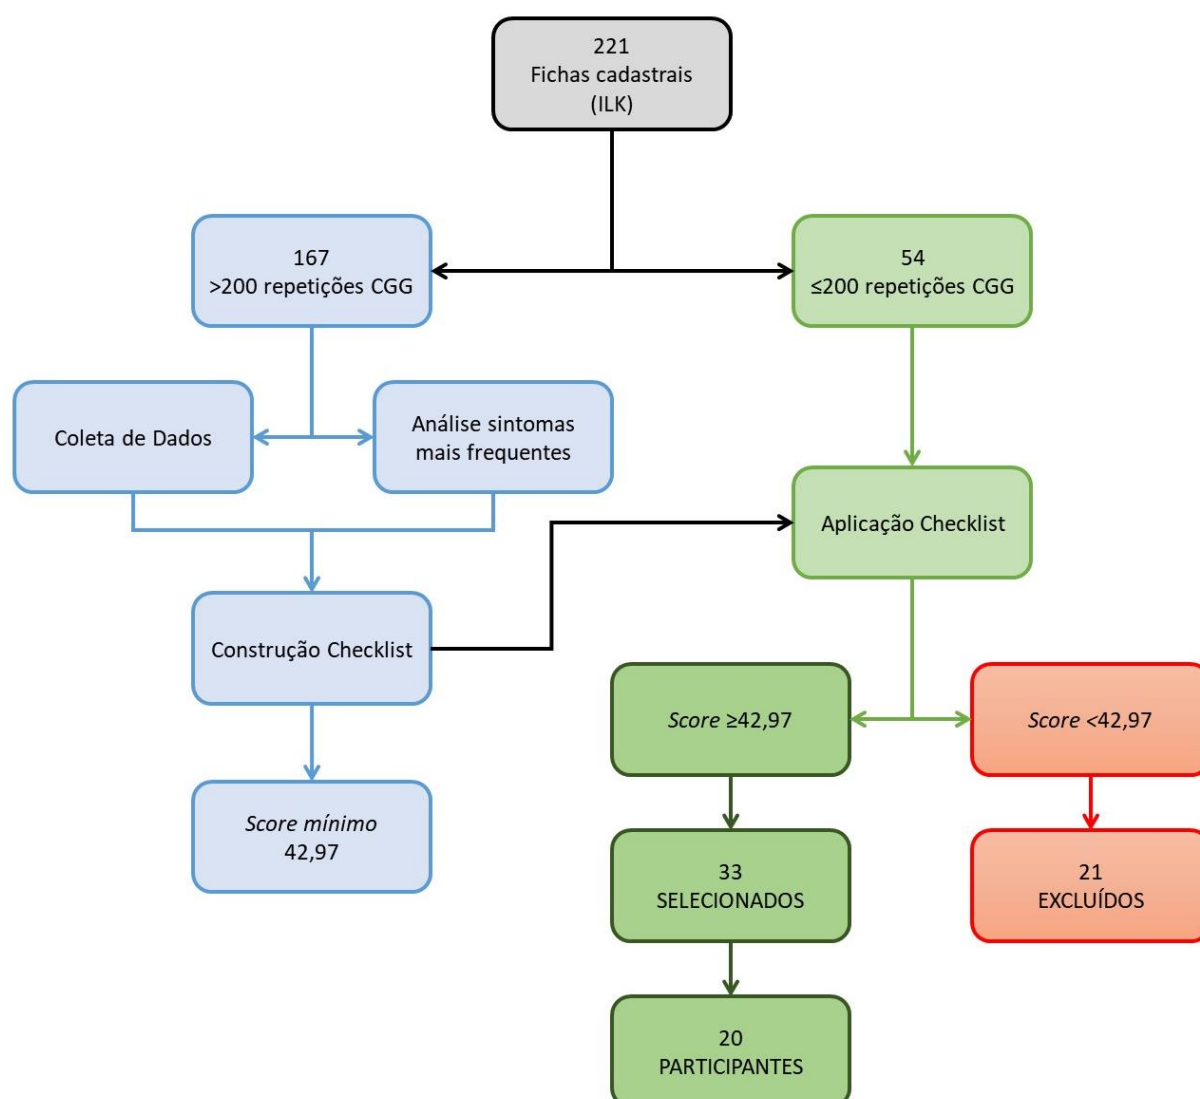 221
Fichas cadastrais
(ILK)
167
>200 repetições CGG
54
≤200 repetições CGG
Coleta de Dados
Análise sintomas
mais frequentes
Aplicação Checklist
Construção Checklist
Score ≥42,97
Score <42,97
Score mínimo
42,97
33
SELECIONADOS
21
EXCLUÍDOS
20
PARTICIPANTES